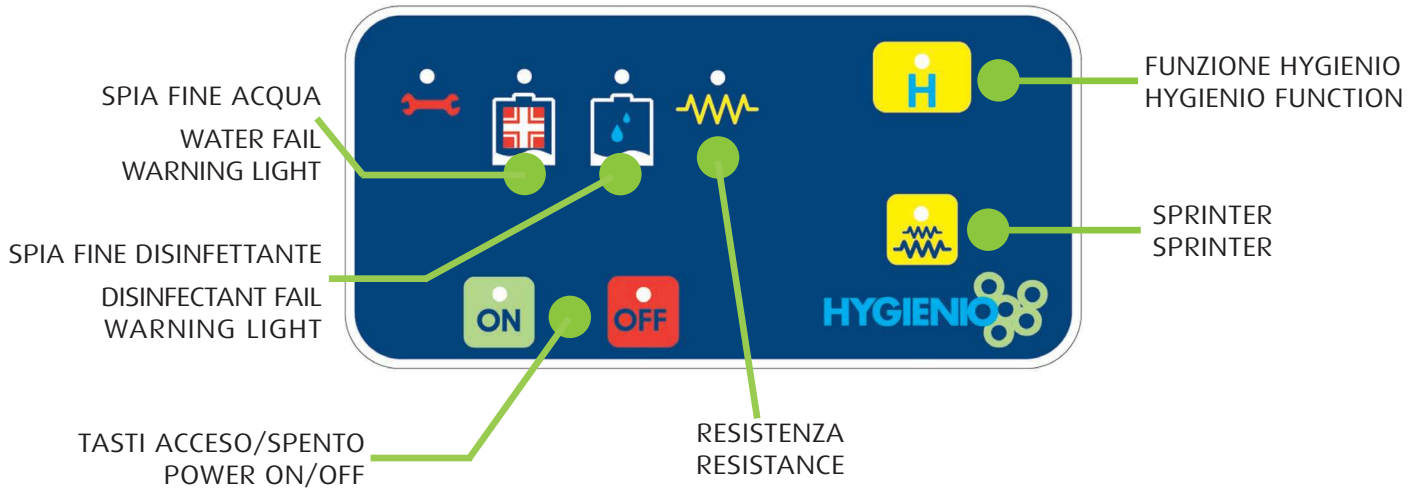 SPIA FINE ACQUA
WATER FAIL
WARNING LIGHT
SPIA FINE DISINFETTANTE
DISINFECTANT FAIL
WARNING LIGHT
TASTI ACCESO/SPENTO
POWER ON/OFF
ON
OFF
RESISTENZA
RESISTANCE
H
HYGIENIO
FUNZIONE HYGIENIO
HYGIENIO FUNCTION
SPRINTER
SPRINTER